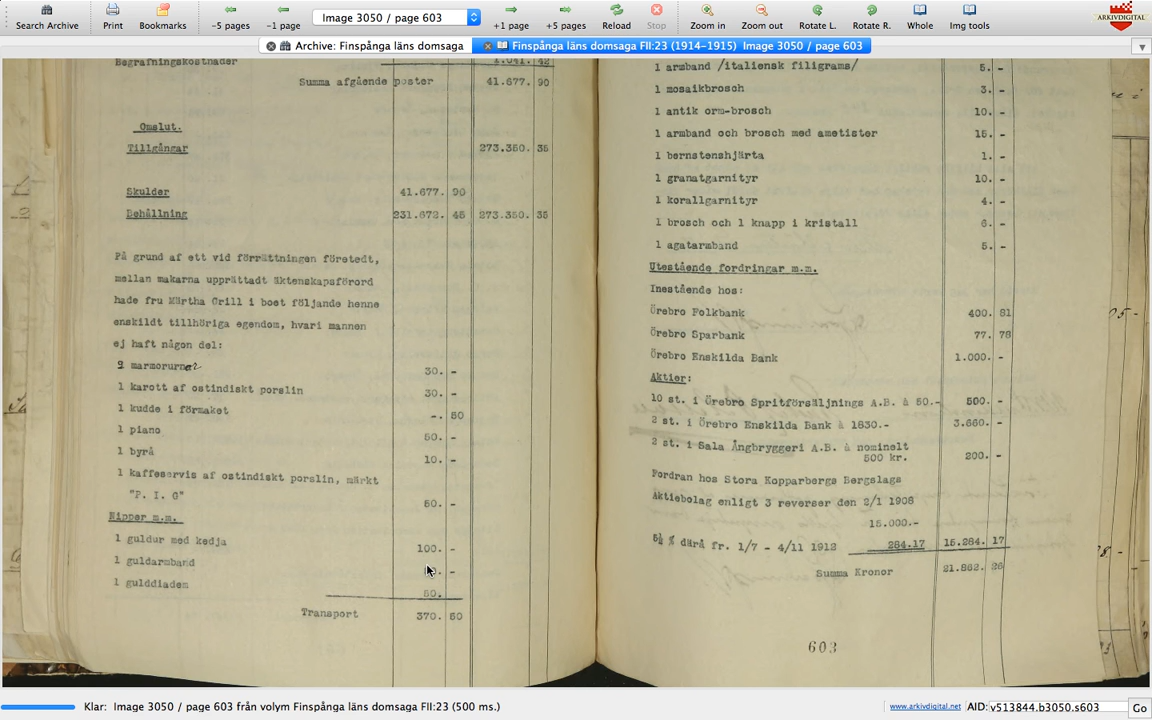 Search Archive
Print
Bookmarks
-5 pages
-1 page
Image 3050 / page 603
+1 page
+5 pages
Reload
Stop
Zoom in
Zoom out
Rotate L.
Rotate R.
Whole
Img tools
ARKIVDIGITAL
Archive: Finspånga läns domsaga
Finspånga läns domsaga FII:23 (1914-1915) Image 3050 / page 603
Begrafningskostnader 1.041. 42
Summa afgående poster 41.677. 90
Omslut.
Tillgångar 273.350. 35
Skulder 41.677. 90
Behållning 231.672. 45 273.350. 35
På grund af ett vid förrättningen företedt,
mellan makarna upprättadt äktenskapsförord
hade fru Märtha Grill i boet följande henne
enskildt tillhöriga egendom, hvari mannen
ej haft någon del:
2 marmorurnor 30. -
1 karott af ostindiskt porslin 30. -
1 kudde i förmaket -. 50
1 piano 50. -
1 byrå 10. -
1 kaffeservis af ostindiskt porslin, märkt
"P. I. G" 50. -
Nipper m.m.
1 guldur med kedja 100. -
1 guldarmband -
1 gulddiadem 50.
Transport 370. 50
1 armband /italiensk filigrams/ 5. -
1 mosaikbrosch 3. -
1 antik orm-brosch 10. -
1 armband och brosch med ametister 15. -
1 bernstenshjärta 1. -
1 granatgarnityr 10. -
1 korallgarnityr 4. -
1 brosch och 1 knapp i kristall 6. -
1 agatarmband 5. -
Utestående fordringar m.m.
Inestående hos:
Örebro Folkbank 400. 81
Örebro Sparbank 77. 78
Örebro Enskilda Bank 1.000. -
Aktier:
10 st. i Örebro Spritförsäljnings A.B. à 50.- 500. -
2 st. i Örebro Enskilda Bank à 1830.- 3.660. -
2 st. i Sala Ångbryggeri A.B. à nominelt
500 kr. 200. -
Fordran hos Stora Kopparbergs Bergslags
Aktiebolag enligt 3 reverser den 2/1 1908
15.000.-
5½ % därå fr. 1/7 - 4/11 1912 284.17 15.284. 17
Summa Kronor 21.862. 26
603
Klar: Image 3050 / page 603 från volym Finspånga läns domsaga FII:23 (500 ms.)
www.arkivdigital.net
AID: v513844.b3050.s603
Go